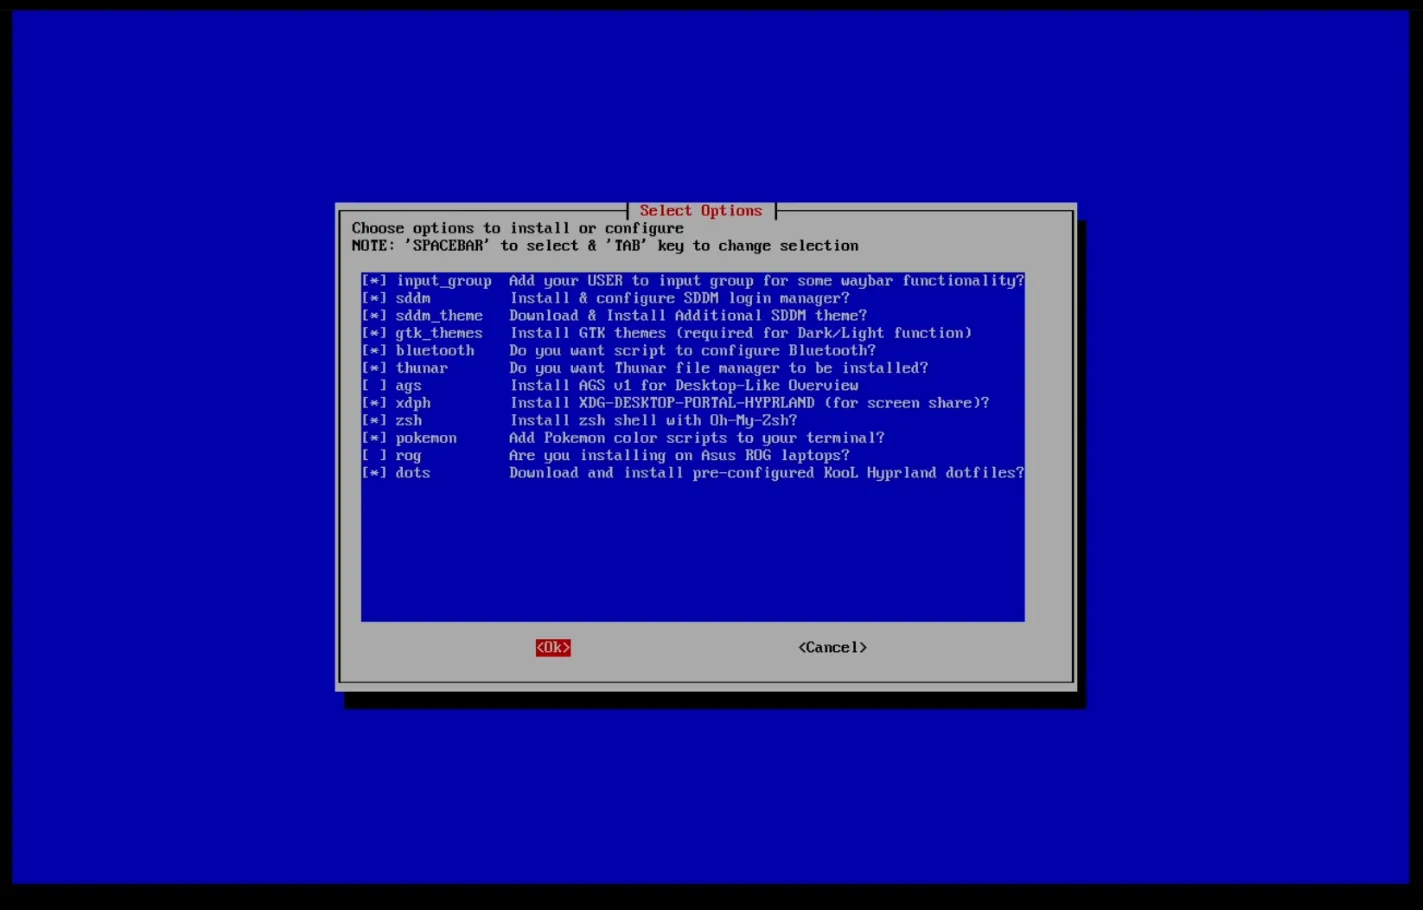 Select Options
Choose options to install or configure
NOTE: 'SPACEBAR' to select & 'TAB' key to change selection
[*] input_group Add your USER to input group for some waybar functionality?
[*] sddm Install & configure SDDM login manager?
[*] sddm_theme Download & Install Additional SDDM theme?
[*] gtk_themes Install GTK themes (required for Dark/Light function)
[*] bluetooth Do you want script to configure Bluetooth?
[*] thunar Do you want Thunar file manager to be installed?
[ ] ags Install AGS v1 for Desktop-Like Overview
[*] xdph Install XDG-DESKTOP-PORTAL-HYPRLAND (for screen share)?
[*] zsh Install zsh shell with Oh-My-Zsh?
[*] pokemon Add Pokemon color scripts to your terminal?
[ ] rog Are you installing on Asus ROG laptops?
[*] dots Download and install pre-configured KooL Hyprland dotfiles?
<Ok> <Cancel>